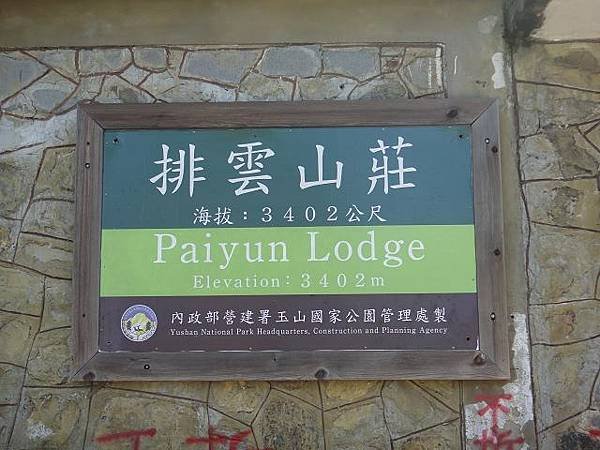 排雲山莊
海拔：3402公尺
Paiyun Lodge
Elevation：3402m
內政部營建署玉山國家公園管理處製
Yushan National Park Headquarters, Construction and Planning Agency